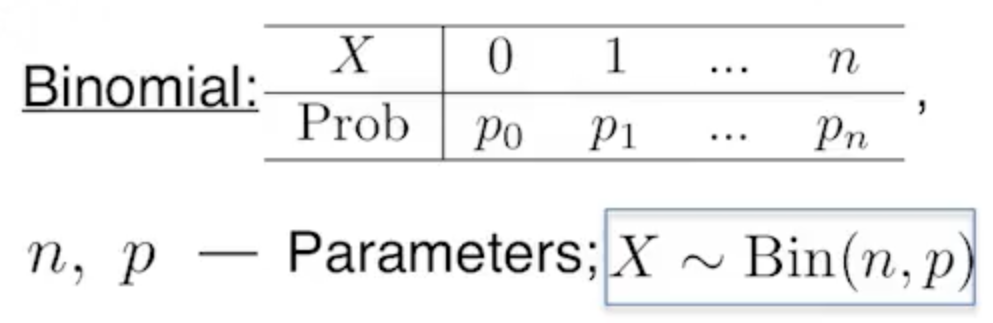 Binomial: X 0 1 ... n
Prob p₀ p₁ ... pₙ ,
n, p — Parameters; X ~ Bin(n, p)